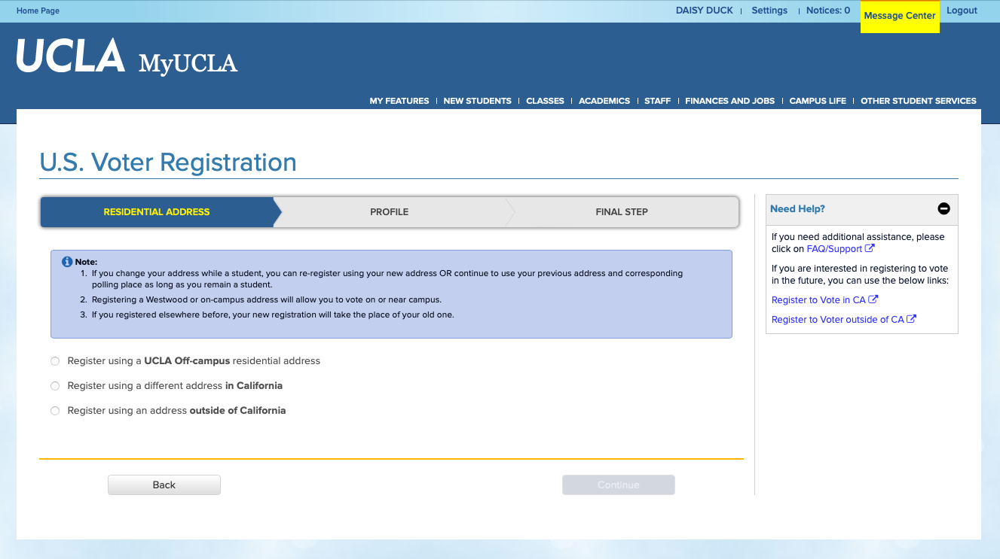 Home Page
DAISY DUCK | Settings | Notices: 0 Message Center Logout
UCLA MyUCLA
MY FEATURES | NEW STUDENTS | CLASSES | ACADEMICS | STAFF | FINANCES AND JOBS | CAMPUS LIFE | OTHER STUDENT SERVICES
U.S. Voter Registration
RESIDENTIAL ADDRESS PROFILE FINAL STEP
Note:
1. If you change your address while a student, you can re-register using your new address OR continue to use your previous address and corresponding
polling place as long as you remain a student.
2. Registering a Westwood or on-campus address will allow you to vote on or near campus.
3. If you registered elsewhere before, your new registration will take the place of your old one.
Register using a UCLA Off-campus residential address
Register using a different address in California
Register using an address outside of California
Back Continue
Need Help?
If you need additional assistance, please
click on FAQ/Support
If you are interested in registering to vote
in the future, you can use the below links:
Register to Vote in CA
Register to Voter outside of CA